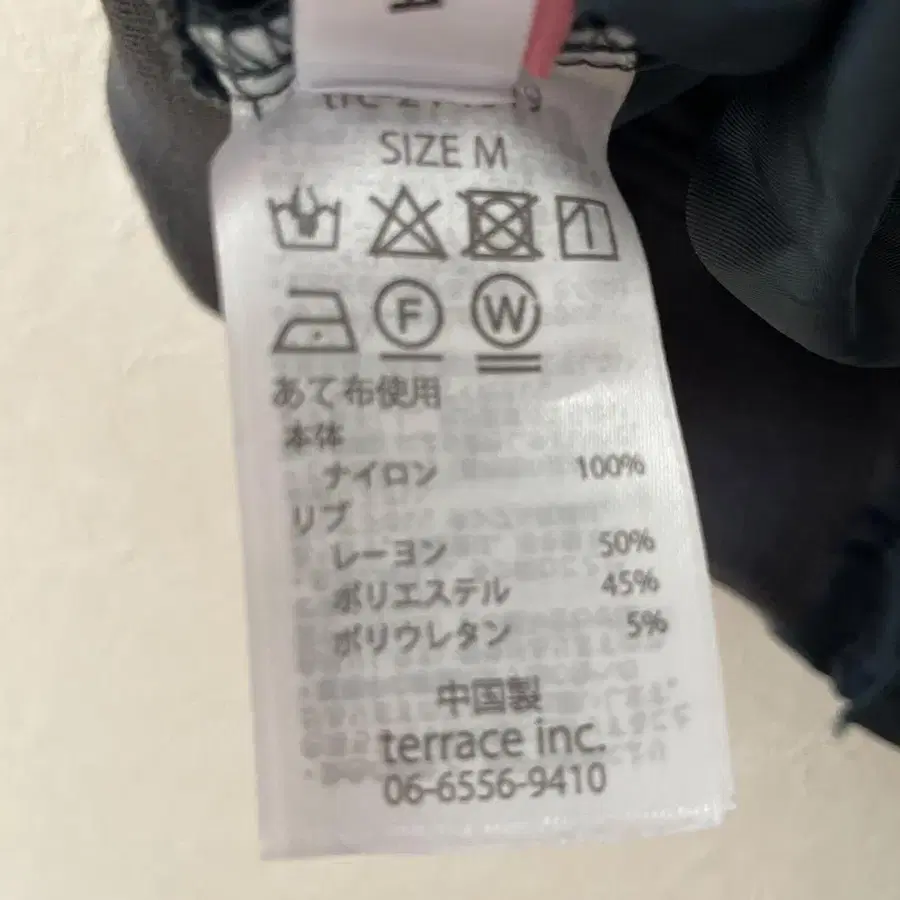 SIZE M
F W
あて布使用
本体
ナイロン 100%
リブ
レーヨン 50%
ポリエステル 45%
ポリウレタン 5%
中国製
terrace inc.
06-6556-9410